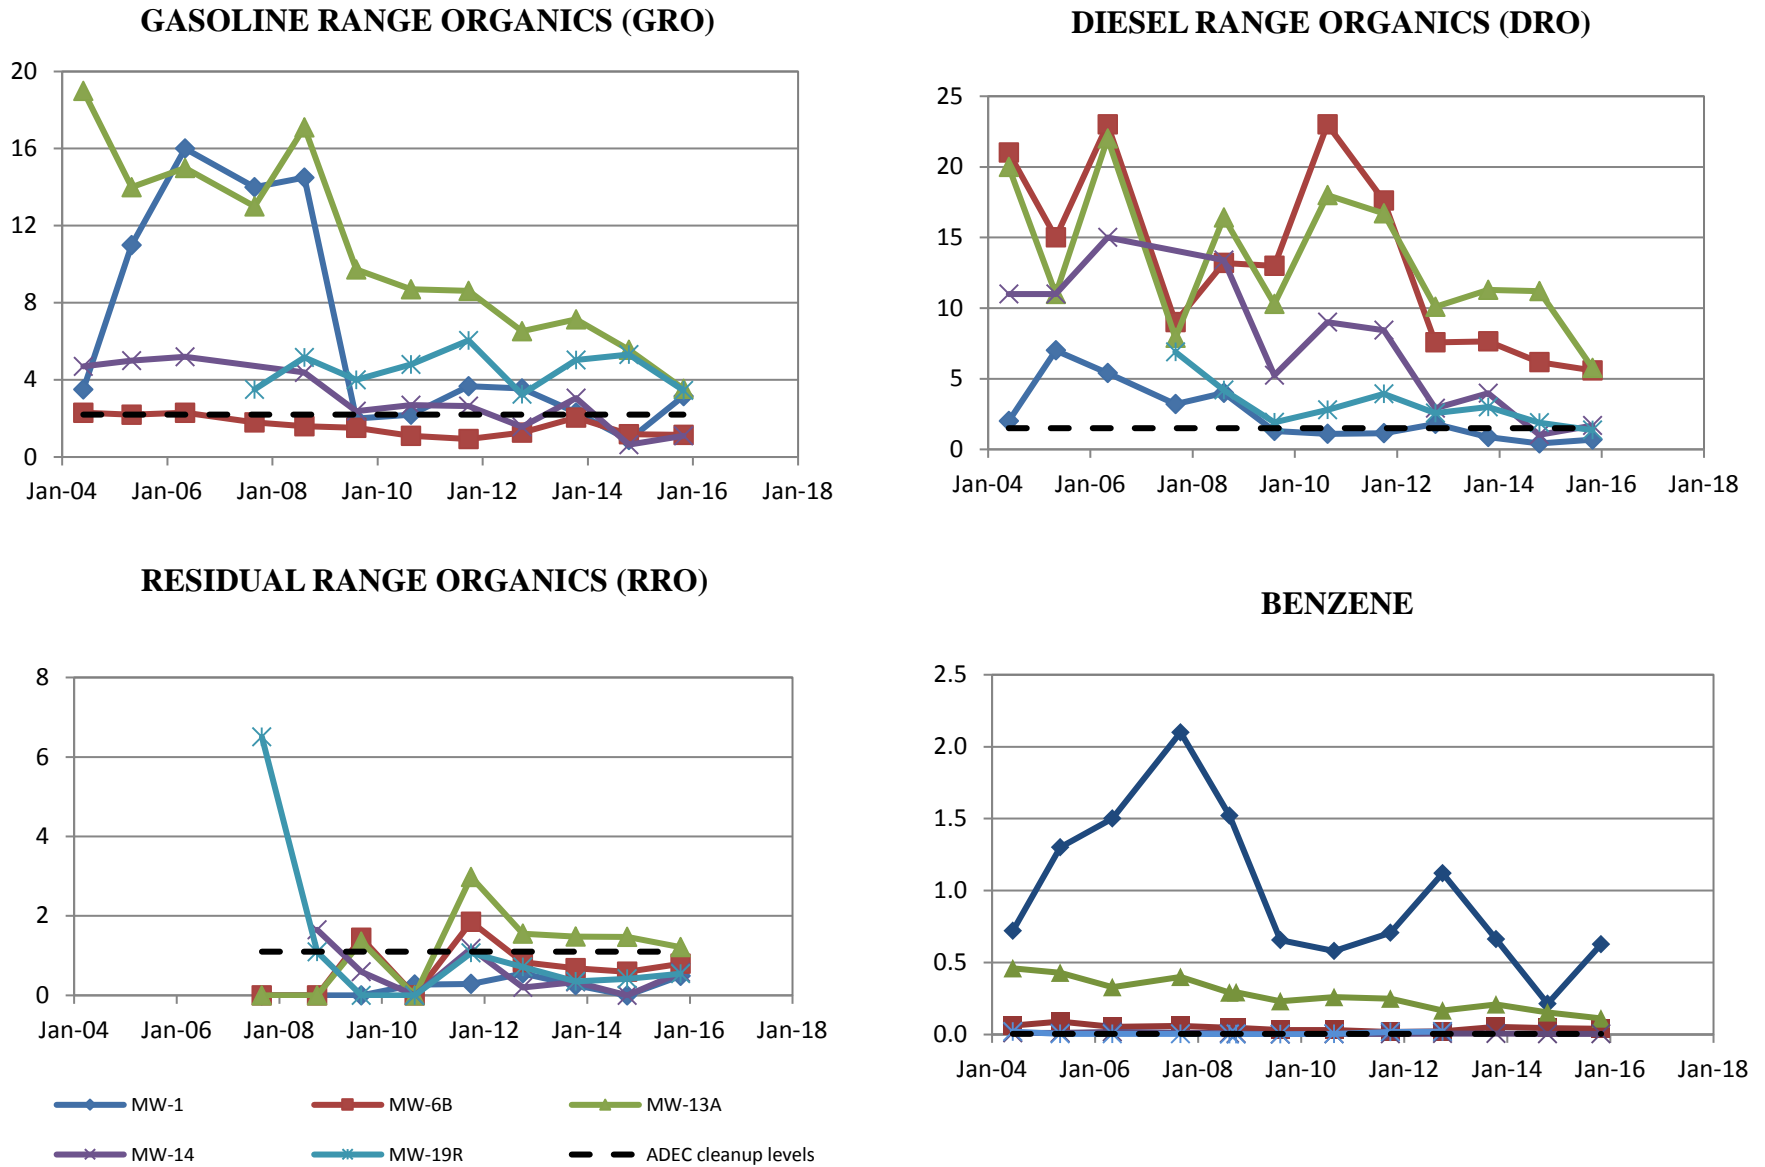 GASOLINE RANGE ORGANICS (GRO)
20
16
12
8
4
0
Jan-04 Jan-06 Jan-08 Jan-10 Jan-12 Jan-14 Jan-16 Jan-18
DIESEL RANGE ORGANICS (DRO)
25
20
15
10
5
0
Jan-04 Jan-06 Jan-08 Jan-10 Jan-12 Jan-14 Jan-16 Jan-18
RESIDUAL RANGE ORGANICS (RRO)
8
6
4
2
0
Jan-04 Jan-06 Jan-08 Jan-10 Jan-12 Jan-14 Jan-16 Jan-18
BENZENE
2.5
2.0
1.5
1.0
0.5
0.0
Jan-04 Jan-06 Jan-08 Jan-10 Jan-12 Jan-14 Jan-16 Jan-18
MW-1 MW-6B MW-13A
MW-14 MW-19R ADEC cleanup levels